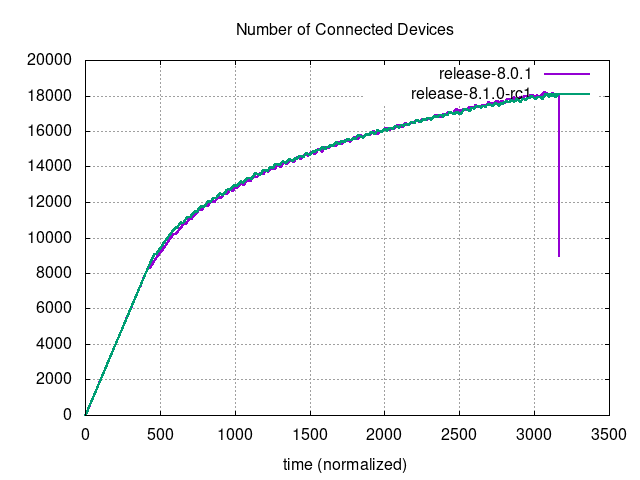 Number of Connected Devices
20000
18000
16000
14000
12000
10000
8000
6000
4000
2000
0
release-8.0.1
release-8.1.0-rc1
0 500 1000 1500 2000 2500 3000 3500
time (normalized)